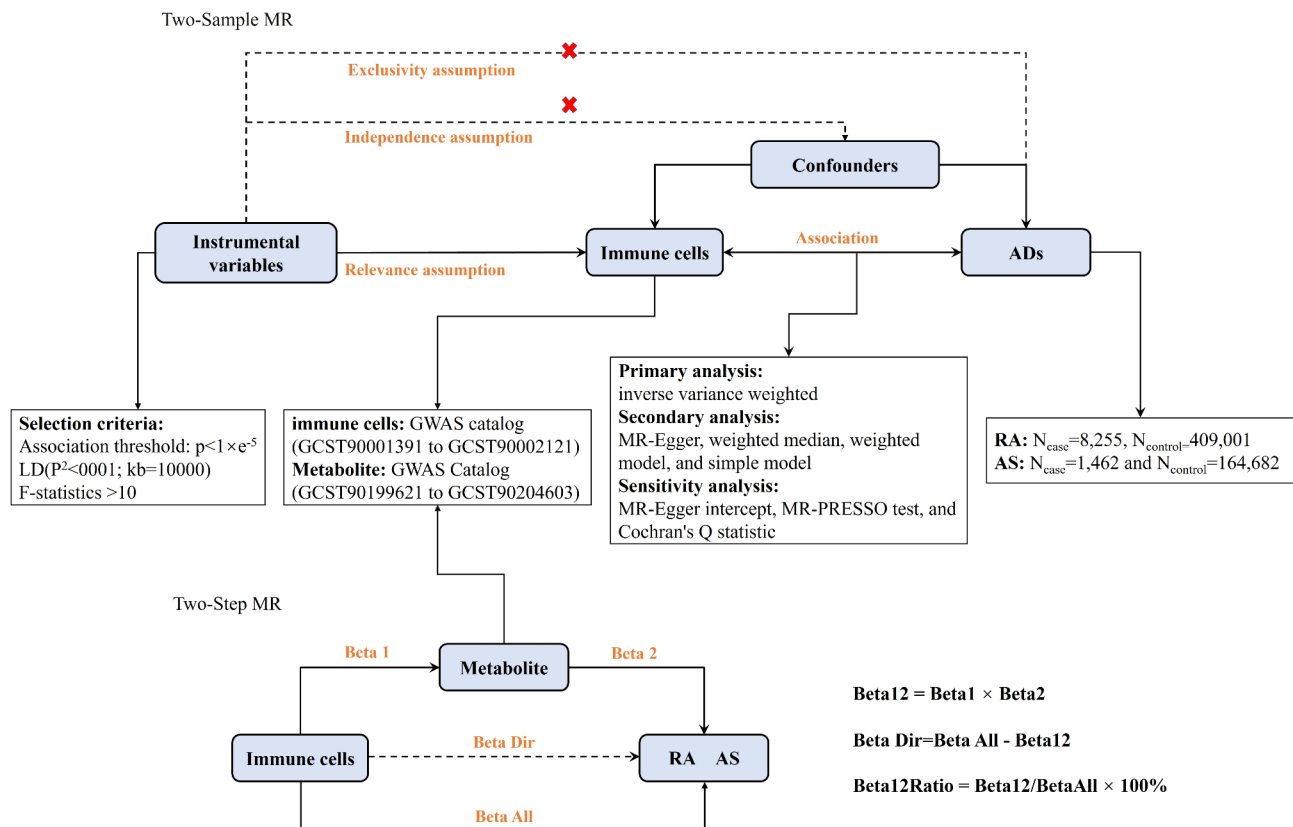 Two-Sample MR
Exclusivity assumption
Independence assumption
Confounders
Instrumental
variables
Relevance assumption
Immune cells
Association
ADs
Selection criteria:
Association threshold: p<1×e⁻⁵
LD(P²<0001; kb=10000)
F-statistics >10
immune cells: GWAS catalog
(GCST90001391 to GCST90002121)
Metabolite: GWAS Catalog
(GCST90199621 to GCST90204603)
Primary analysis:
inverse variance weighted
Secondary analysis:
MR-Egger, weighted median, weighted
model, and simple model
Sensitivity analysis:
MR-Egger intercept, MR-PRESSO test, and
Cochran's Q statistic
RA: Ncase=8,255, Ncontrol=409,001
AS: Ncase=1,462 and Ncontrol=164,682
Two-Step MR
Beta 1
Metabolite
Beta 2
Immune cells
Beta Dir
RA AS
Beta All
Beta12 = Beta1 × Beta2
Beta Dir=Beta All - Beta12
Beta12Ratio = Beta12/BetaAll × 100%